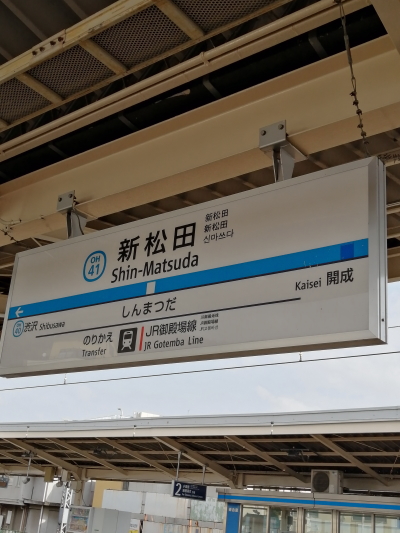 OH
41
新松田
Shin-Matsuda
新松田
新松田
신마쓰다
しんまつだ
Kaisei 開成
OH
40
渋沢 Shibusawa
のりかえ
Transfer
JR御殿場線
JR Gotemba Line
2